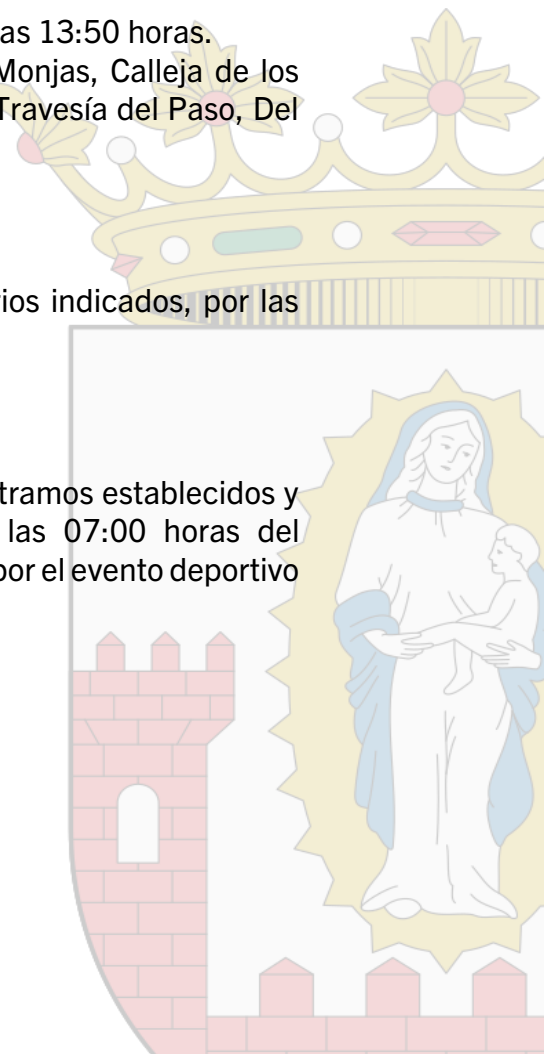 as 13:50 horas.
Monjas, Calleja de los
Travesía del Paso, Del
rios indicados, por las
tramos establecidos y
las 07:00 horas del
por el evento deportivo